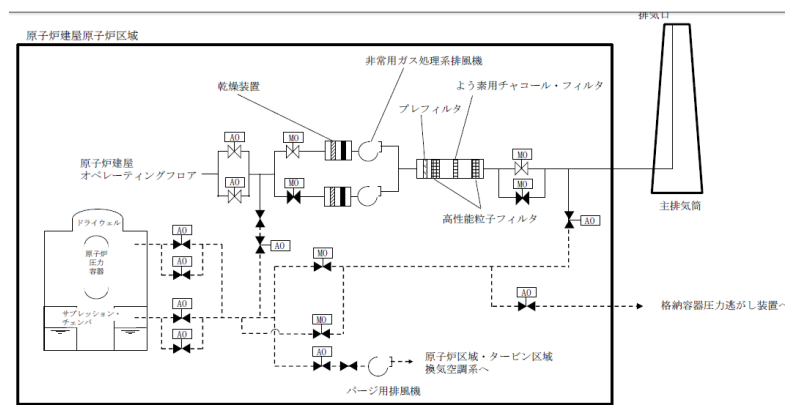 排気口
原子炉建屋原子炉区域
非常用ガス処理系排風機
乾燥装置
よう素用チャコール・フィルタ
プレフィルタ
AO
MO
MO
原子炉建屋
オペレーティングフロア
AO
MO
MO
高性能粒子フィルタ
主排気筒
ドライウェル
AO
AO
AO
原子炉
圧力
容器
MO
AO
AO
格納容器圧力逃がし装置へ
サプレッション・
チェンバ
AO
MO
AO
AO
原子炉区域・タービン区域
換気空調系へ
パージ用排風機